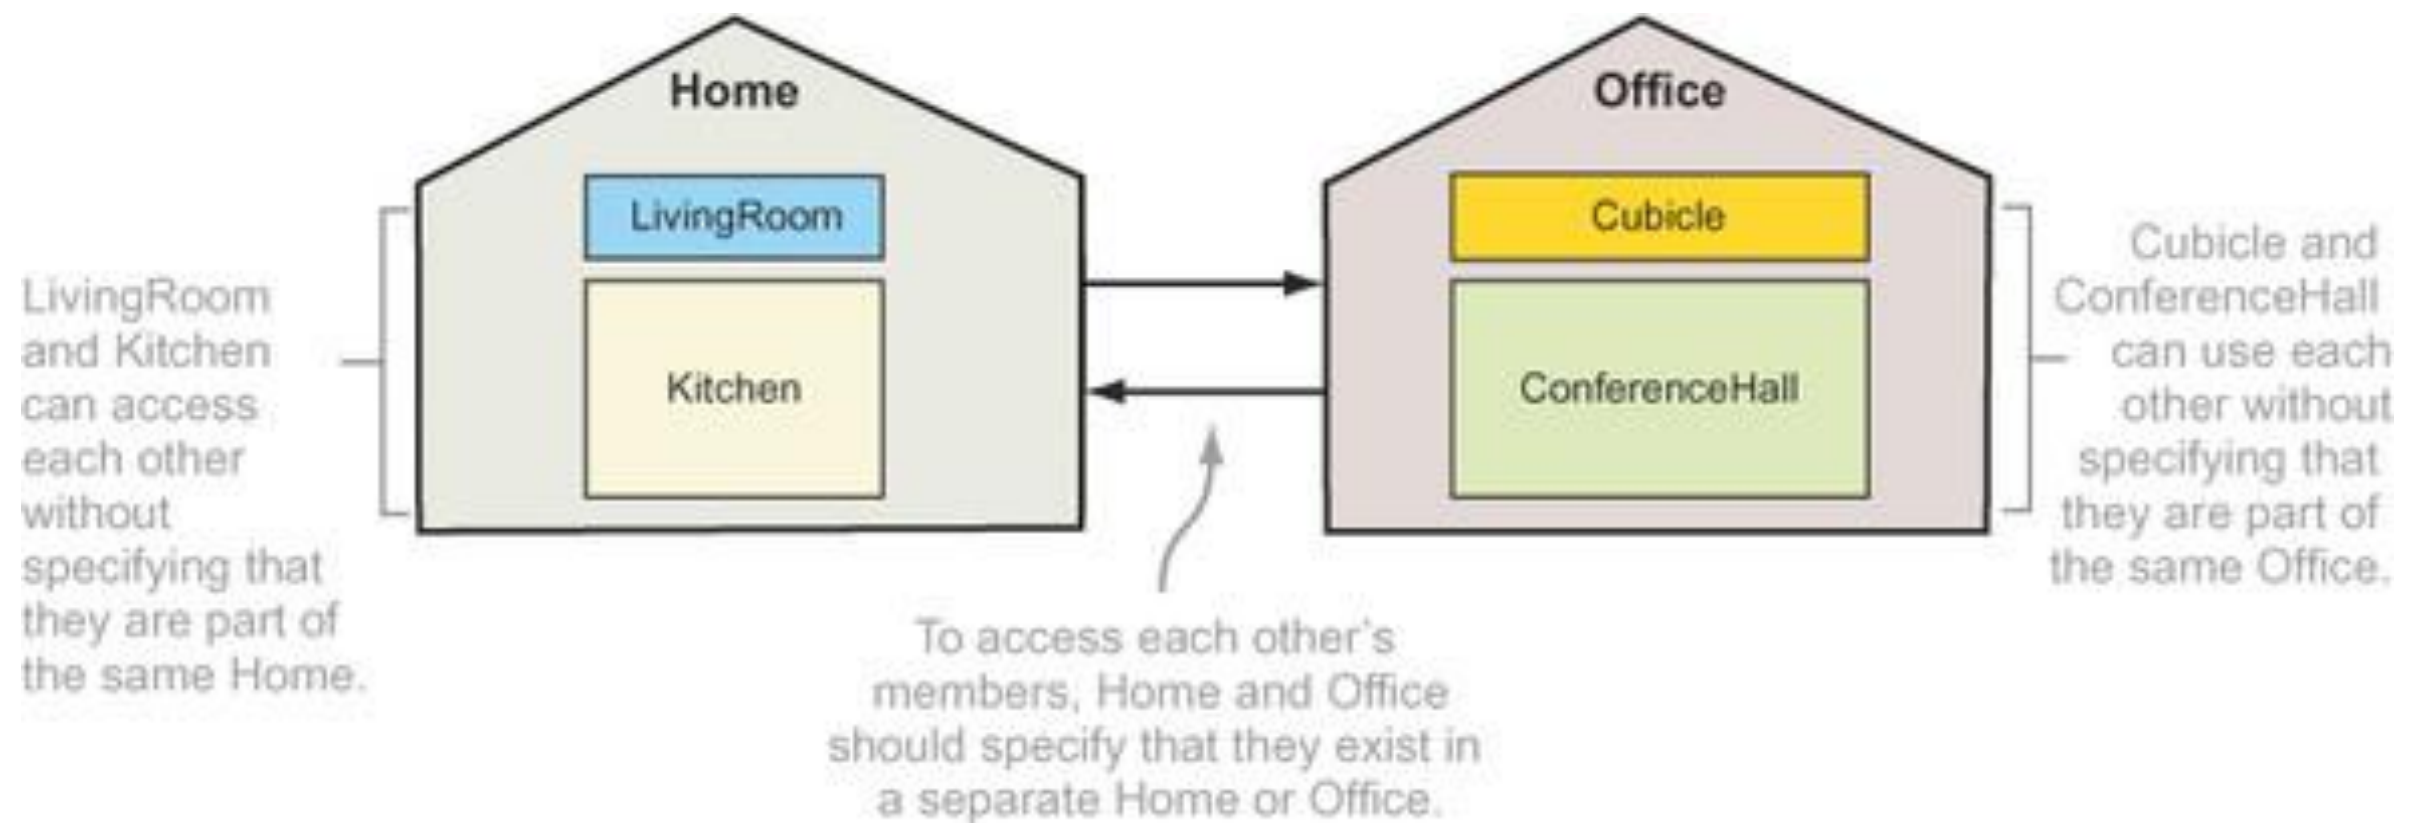 Home
LivingRoom
Kitchen
Office
Cubicle
ConferenceHall
LivingRoom
and Kitchen
can access
each other
without
specifying that
they are part of
the same Home.
To access each other's
members, Home and Office
should specify that they exist in
a separate Home or Office.
Cubicle and
ConferenceHall
can use each
other without
specifying that
they are part of
the same Office.